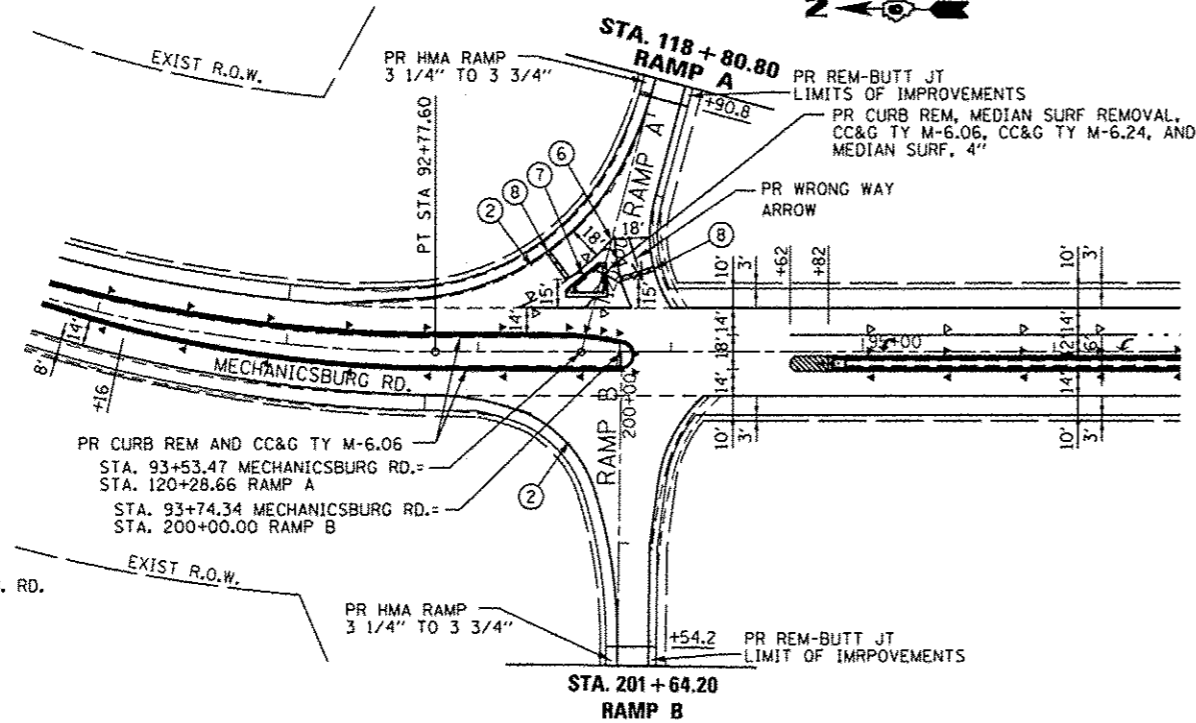 N
STA. 118 + 80.80
RAMP A
EXIST R.O.W.
PR HMA RAMP
3 1/4" TO 3 3/4"
PR REM-BUTT JT
LIMITS OF IMPROVEMENTS
+90.8
PR CURB REM, MEDIAN SURF REMOVAL,
CC&G TY M-6.06, CC&G TY M-6.24, AND
MEDIAN SURF, 4"
PT STA 92+77.60
RAMP A
6
7
8
2
PR WRONG WAY
ARROW
18'
18'
8
15'
15'
14'
+62
+82
10'
3'
10'
3'
14'
18'
14'
95+00
14'
12'
6'
14'
10'
3'
10'
3'
MECHANICSBURG RD.
14'
8'
+16
RAMP B
200+00
PR CURB REM AND CC&G TY M-6.06
STA. 93+53.47 MECHANICSBURG RD.=
STA. 120+28.66 RAMP A
STA. 93+74.34 MECHANICSBURG RD.=
STA. 200+00.00 RAMP B
2
EXIST R.O.W.
. RD.
PR HMA RAMP
3 1/4" TO 3 3/4"
+54.2
PR REM-BUTT JT
LIMIT OF IMRPOVEMENTS
STA. 201 + 64.20
RAMP B